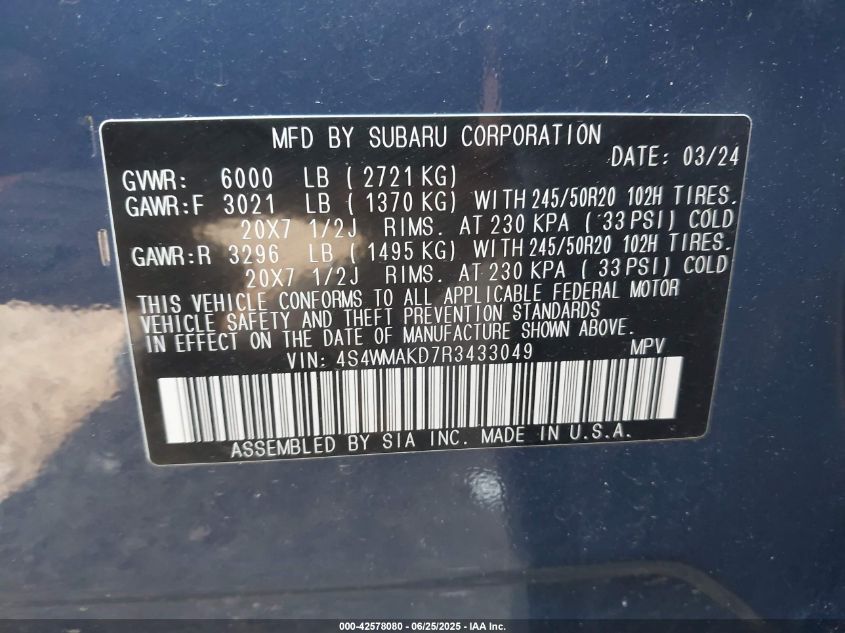 MFD BY SUBARU CORPORATION
DATE: 03/24
GVWR: 6000 LB ( 2721 KG)
GAWR:F 3021 LB ( 1370 KG) WITH 245/50R20 102H TIRES.
20X7 1/2J RIMS. AT 230 KPA ( 33 PSI) COLD
GAWR:R 3296 LB ( 1495 KG) WITH 245/50R20 102H TIRES.
20X7 1/2J RIMS. AT 230 KPA ( 33 PSI) COLD
THIS VEHICLE CONFORMS TO ALL APPLICABLE FEDERAL MOTOR
VEHICLE SAFETY AND THEFT PREVENTION STANDARDS
IN EFFECT ON THE DATE OF MANUFACTURE SHOWN ABOVE.
VIN: 4S4WMAKD7R3433049 MPV
ASSEMBLED BY SIA INC. MADE IN U.S.A.
000-42578080 - 06/25/2025 - IAA Inc.